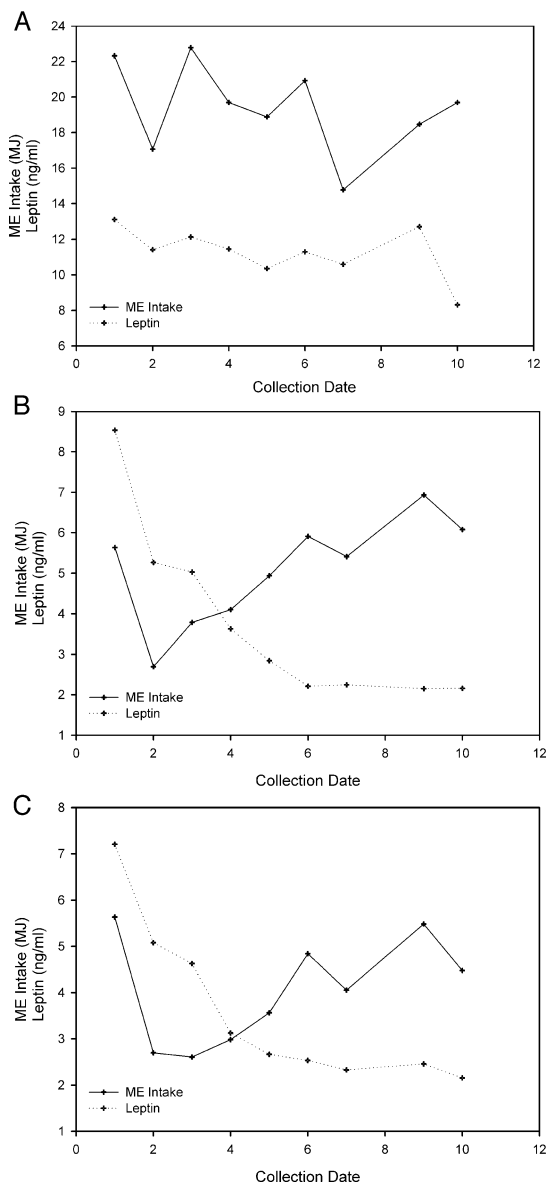 A
24
22
20
18
16
14
12
10
8
6
ME Intake (MJ)
Leptin (ng/ml)
ME Intake
Leptin
0 2 4 6 8 10 12
Collection Date
B
9
8
7
6
5
4
3
2
1
ME Intake (MJ)
Leptin (ng/ml)
ME Intake
Leptin
0 2 4 6 8 10 12
Collection Date
C
8
7
6
5
4
3
2
1
ME Intake (MJ)
Leptin (ng/ml)
ME Intake
Leptin
0 2 4 6 8 10 12
Collection Date